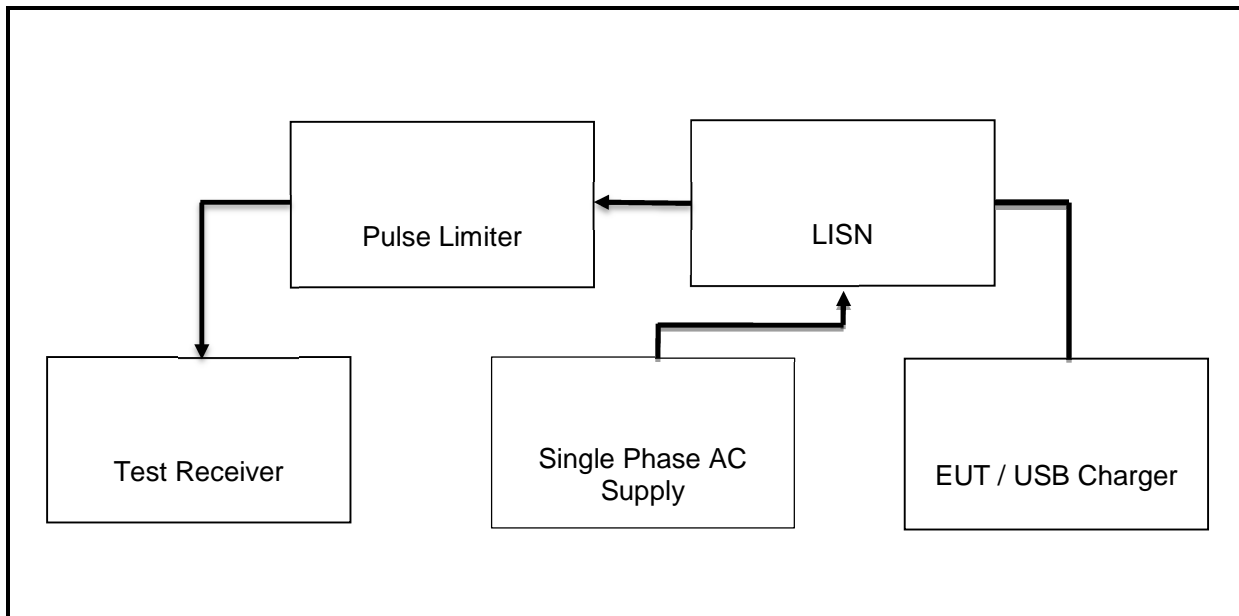 Pulse Limiter
LISN
Test Receiver
Single Phase AC
Supply
EUT / USB Charger